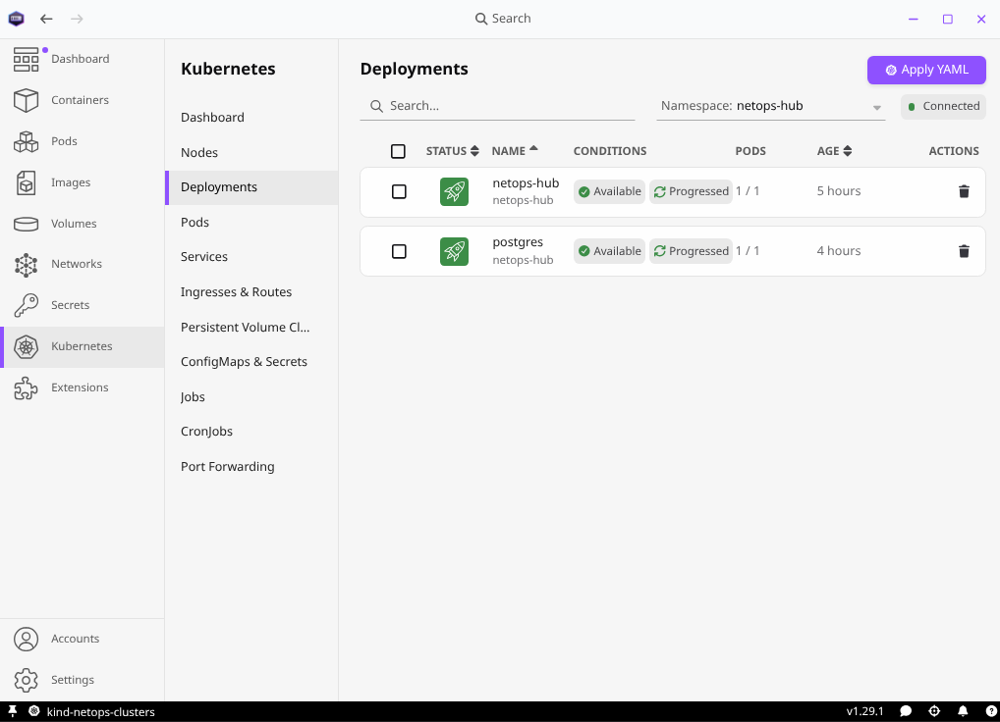 Search
Dashboard
Containers
Pods
Images
Volumes
Networks
Secrets
Kubernetes
Extensions
Accounts
Settings
Kubernetes
Dashboard
Nodes
Deployments
Pods
Services
Ingresses & Routes
Persistent Volume Cl...
ConfigMaps & Secrets
Jobs
CronJobs
Port Forwarding
Deployments
Apply YAML
Search...
Namespace: netops-hub
Connected
STATUS NAME CONDITIONS PODS AGE ACTIONS
netops-hub
netops-hub
Available Progressed 1 / 1 5 hours
postgres
netops-hub
Available Progressed 1 / 1 4 hours
kind-netops-clusters
v1.29.1